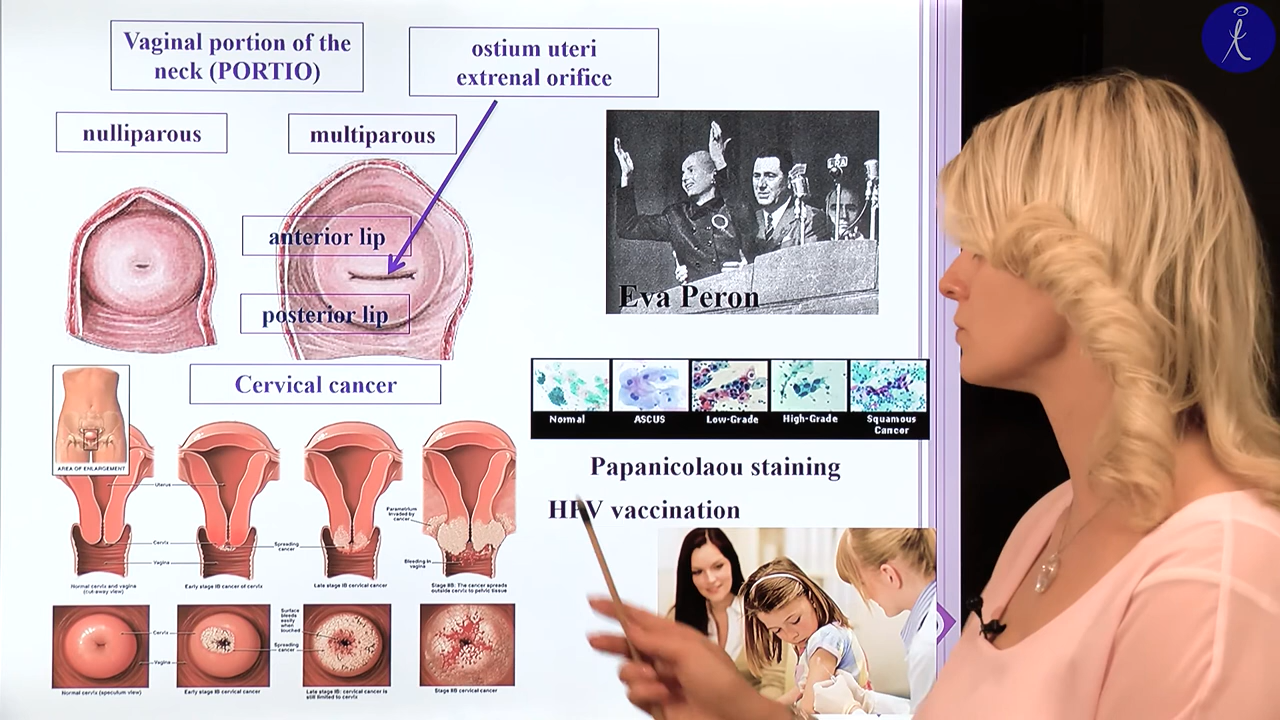 Vaginal portion of the
neck (PORTIO)
ostium uteri
extrenal orifice
nulliparous
multiparous
anterior lip
posterior lip
Eva Peron
Cervical cancer
Normal
ASCUS
Low-Grade
High-Grade
Squamous
Cancer
Papanicolaou staining
HPV vaccination
AREA OF ENLARGEMENT
Uterus
Cervix
Vagina
Spreading
cancer
Parametrium
invaded by
cancer
Bleeding in
vagina
Normal cervix and vagina
(cut-away view)
Early stage IB cancer of cervix
Late stage IB cervical cancer
Stage IIB: The cancer spreads
outside cervix to pelvic tissue
Cervix
Vagina
Surface
bleeds
easily
when
touched
Spreading
cancer
Normal cervix (speculum view)
Early stage IB cervical cancer
Late stage IB: cervical cancer is
still limited to cervix
Stage IIB cervical cancer